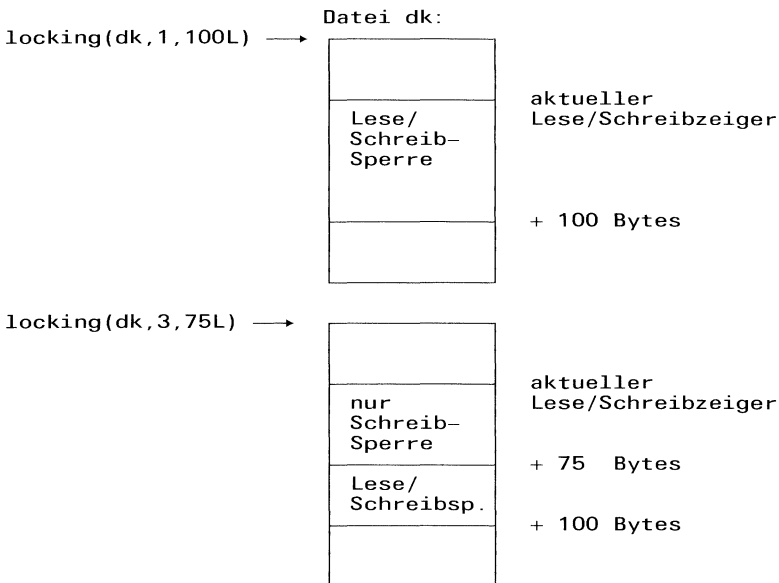 Datei dk:
locking(dk,1,100L)
aktueller
Lese/Schreibzeiger
Lese/
Schreib-
Sperre
+ 100 Bytes
locking(dk,3,75L)
aktueller
Lese/Schreibzeiger
nur
Schreib-
Sperre
+ 75 Bytes
Lese/
Schreibsp.
+ 100 Bytes